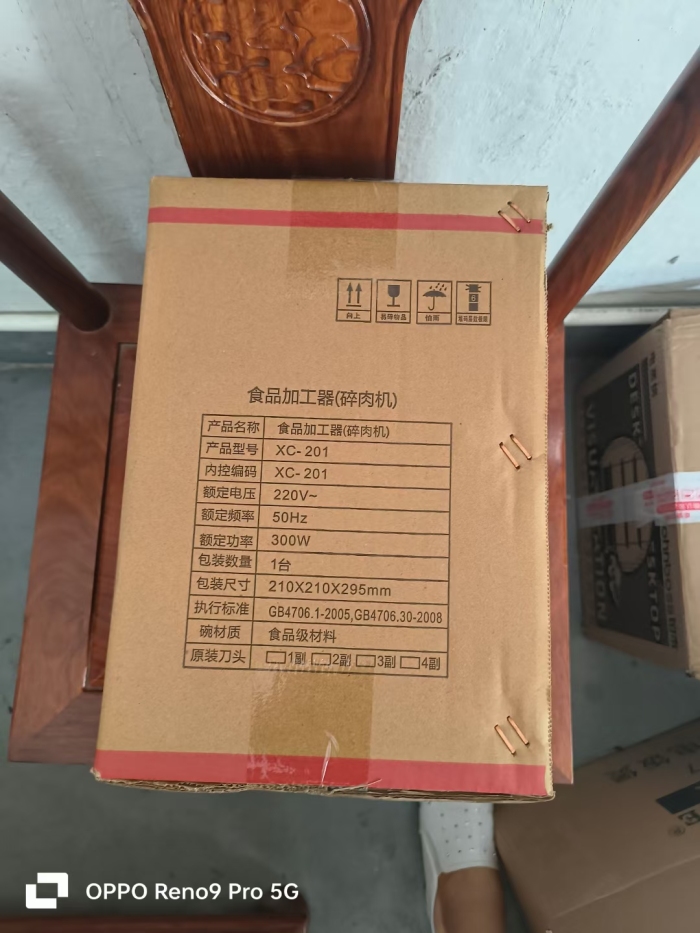 向上
易碎物品
怕雨
6
堆码层数极限
食品加工器(碎肉机)
产品名称 食品加工器(碎肉机)
产品型号 XC-201
内控编码 XC-201
额定电压 220V~
额定频率 50Hz
额定功率 300W
包装数量 1台
包装尺寸 210X210X295mm
执行标准 GB4706.1-2005,GB4706.30-2008
碗材质 食品级材料
原装刀头 1副 2副 3副 4副
DESK
VISUA
DESKTOP
ATION
®
OPPO Reno9 Pro 5G